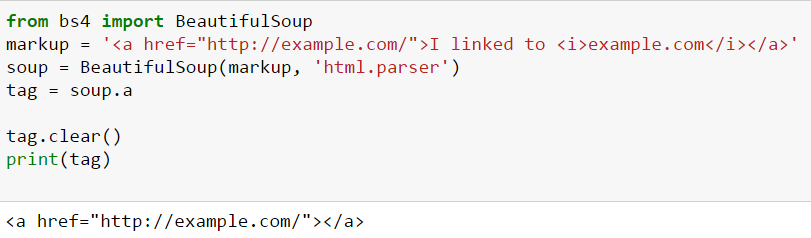 from bs4 import BeautifulSoup
markup = '<a href="http://example.com/">I linked to <i>example.com</i></a>'
soup = BeautifulSoup(markup, 'html.parser')
tag = soup.a
tag.clear()
print(tag)
<a href="http://example.com/"></a>